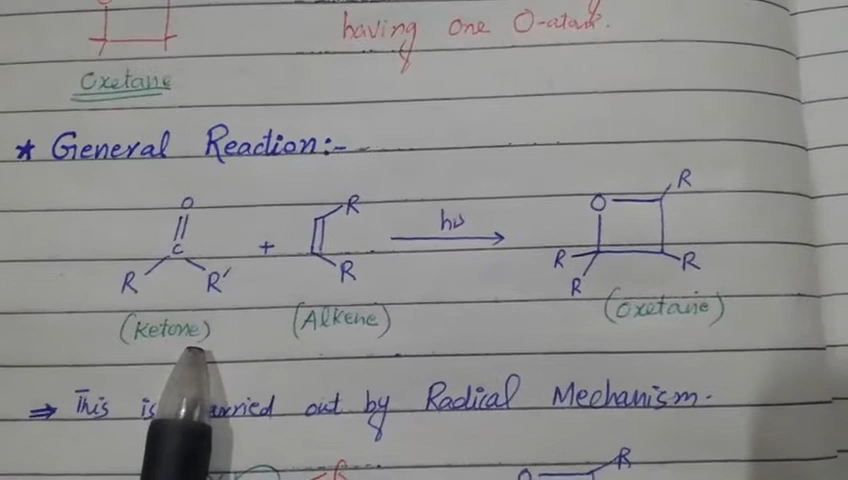 having one O-atom.
Oxetane
* General Reaction:-
O
C
R R'
+
R
R
hν
O R
R R
R
(Ketone)
(Alkene)
(Oxetane)
⇒ This is carried out by Radical Mechanism.
R
O R